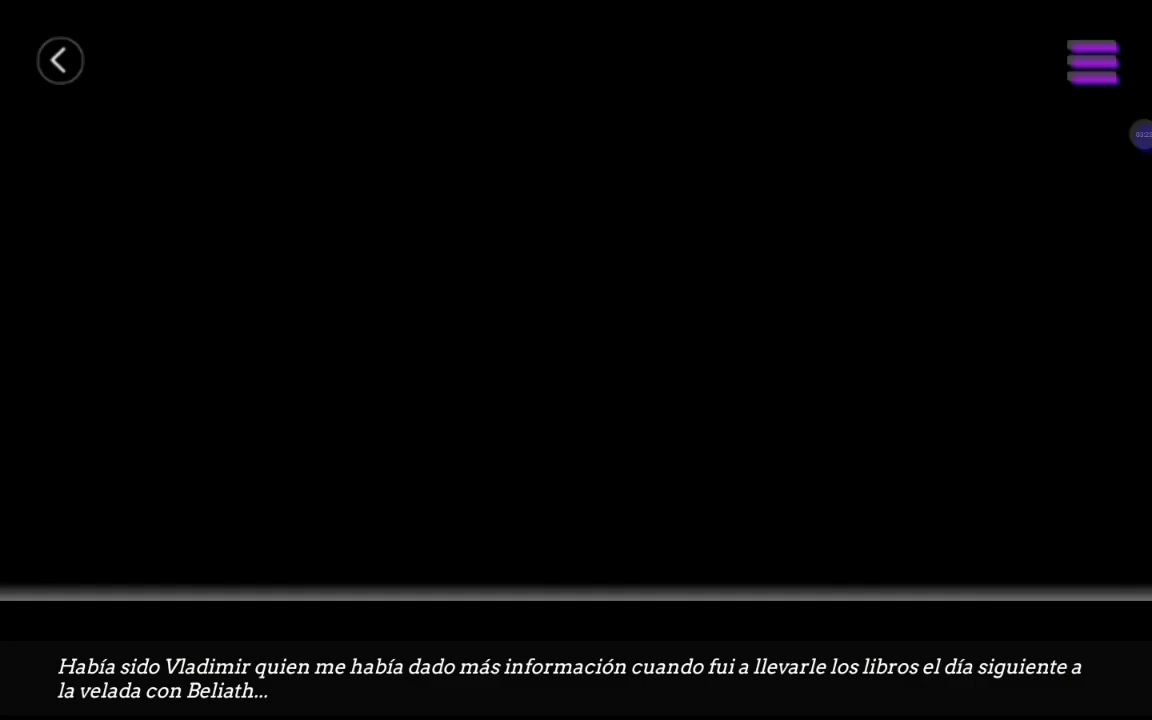 Había sido Vladimir quien me había dado más información cuando fui a llevarle los libros el día siguiente a
la velada con Beliath...